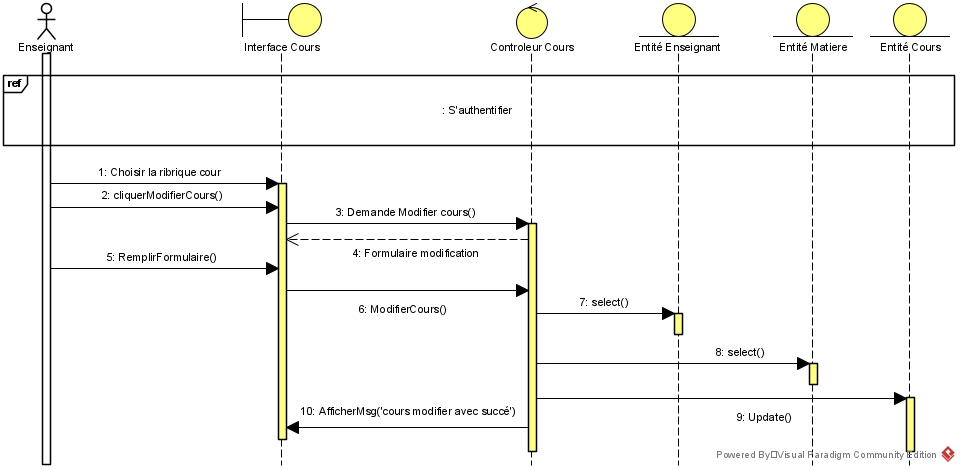 Enseignant
Interface Cours
Controleur Cours
Entité Enseignant
Entité Matiere
Entité Cours
ref
: S'authentifier
1: Choisir la ribrique cour
2: cliquerModifierCours()
3: Demande Modifier cours()
4: Formulaire modification
5: RemplirFormulaire()
6: ModifierCours()
7: select()
8: select()
9: Update()
10: AfficherMsg('cours modifier avec succé')
Powered By Visual Paradigm Community Edition